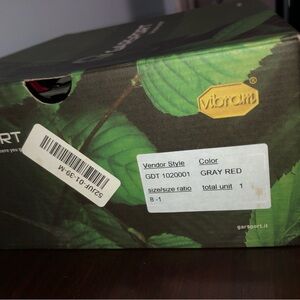 GARSPORT
vibram
RT
Vendor Style Color
GDT 1020001 GRAY RED
size/size ratio total unit 1
8 -1
garsport.it